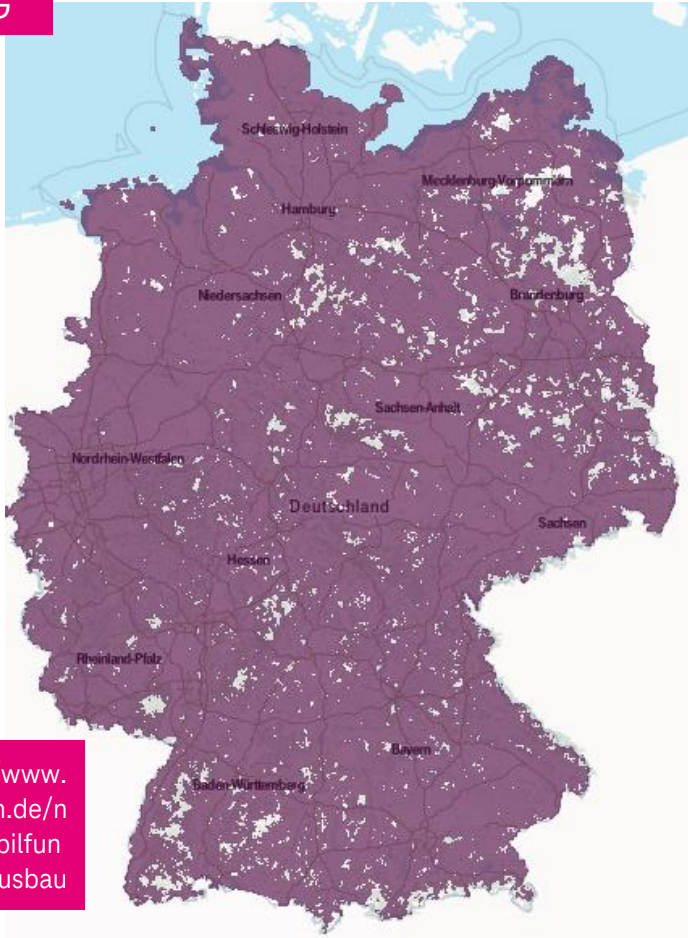 G
Schleswig-Holstein
Mecklenburg-Vorpommern
Hamburg
Niedersachsen
Brandenburg
Sachsen-Anhalt
Nordrhein-Westfalen
Deutschland
Sachsen
Hessen
Rheinland-Pfalz
Bayern
Baden-Württemberg
www.
n.de/n
bilfun
usbau